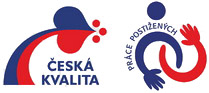 ČESKÁ
KVALITA
PRÁCE POSTIŽENÝCH